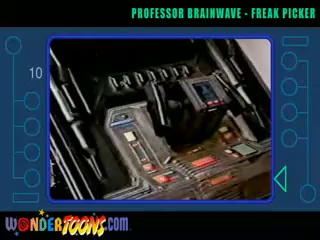 PROFESSOR BRAINWAVE - FREAK PICKER
10
WONDERTOONS.COM